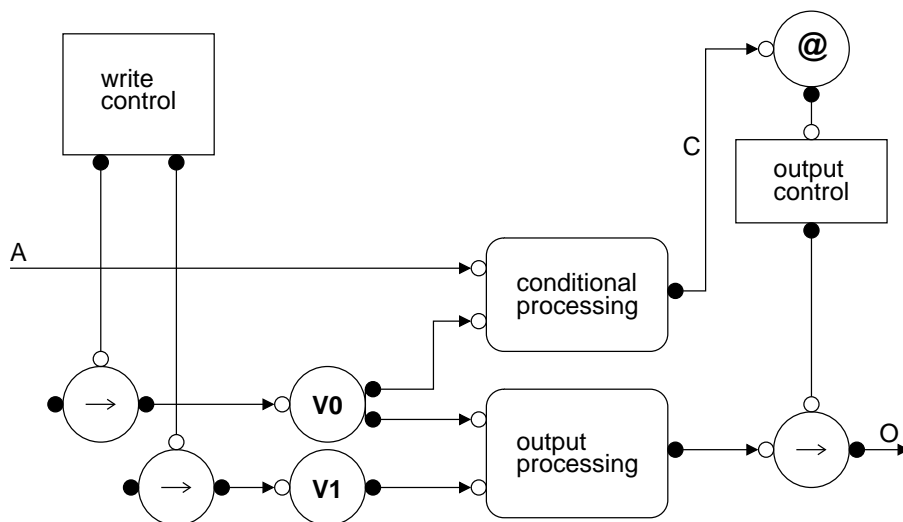 @
write
control
C
output
control
A
conditional
processing
→
V0
output
processing
→
O
→
V1